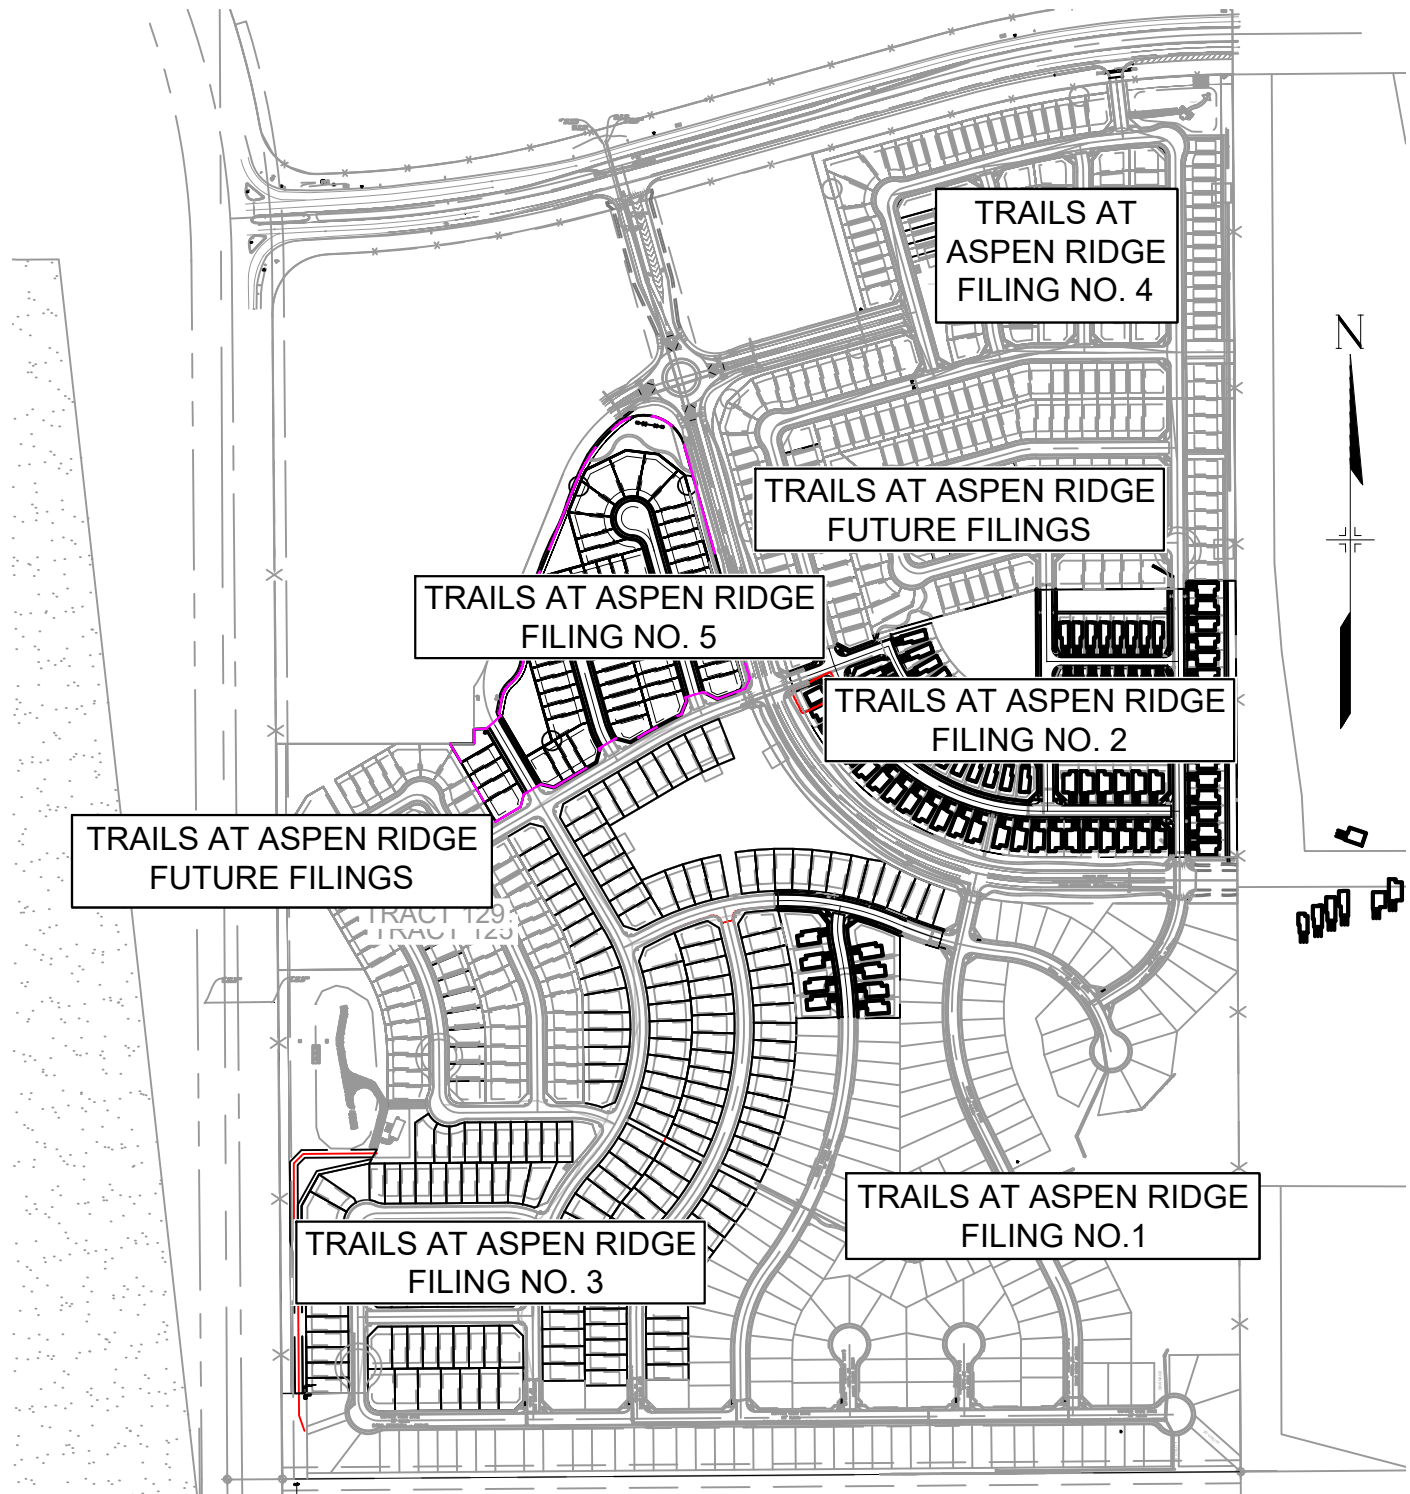 TRAILS AT
ASPEN RIDGE
FILING NO. 4
N
TRAILS AT ASPEN RIDGE
FUTURE FILINGS
TRAILS AT ASPEN RIDGE
FILING NO. 5
TRAILS AT ASPEN RIDGE
FILING NO. 2
TRAILS AT ASPEN RIDGE
FUTURE FILINGS
TRACT 129
TRACT 125
TRAILS AT ASPEN RIDGE
FILING NO.1
TRAILS AT ASPEN RIDGE
FILING NO. 3